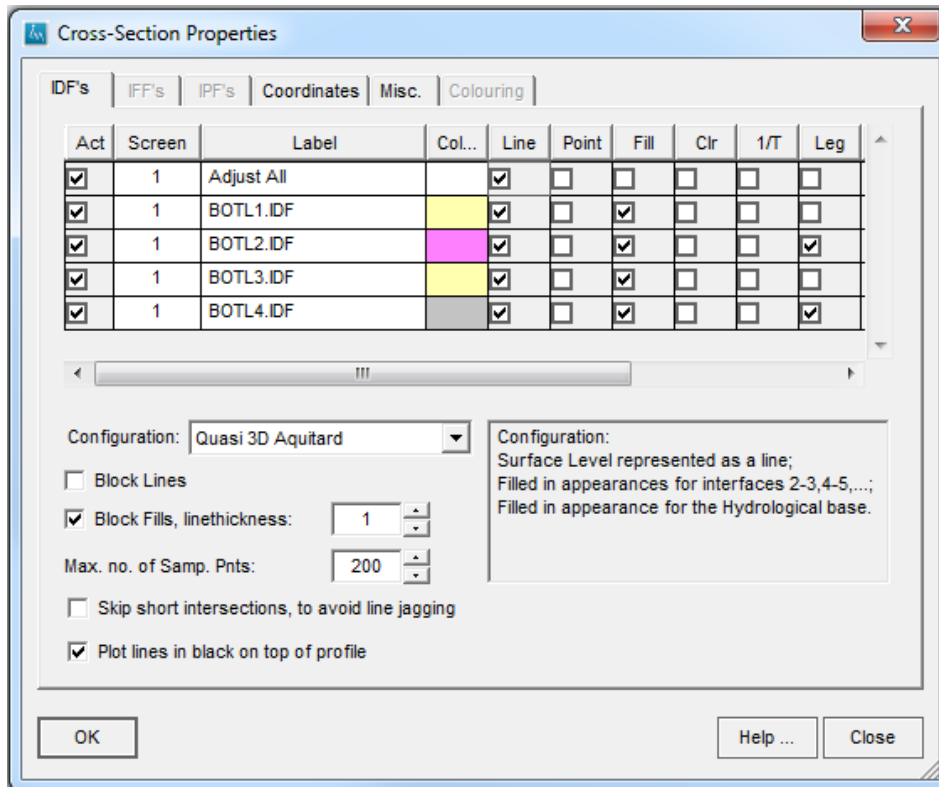 Cross-Section Properties
IDF's IFF's IPF's Coordinates Misc. Colouring
Act Screen Label Col... Line Point Fill Clr 1/T Leg
1 Adjust All
1 BOTL1.IDF
1 BOTL2.IDF
1 BOTL3.IDF
1 BOTL4.IDF
Configuration: Quasi 3D Aquitard
Configuration:
Surface Level represented as a line;
Filled in appearances for interfaces 2-3,4-5,...;
Filled in appearance for the Hydrological base.
Block Lines
Block Fills, linethickness: 1
Max. no. of Samp. Pnts: 200
Skip short intersections, to avoid line jagging
Plot lines in black on top of profile
OK Help ... Close